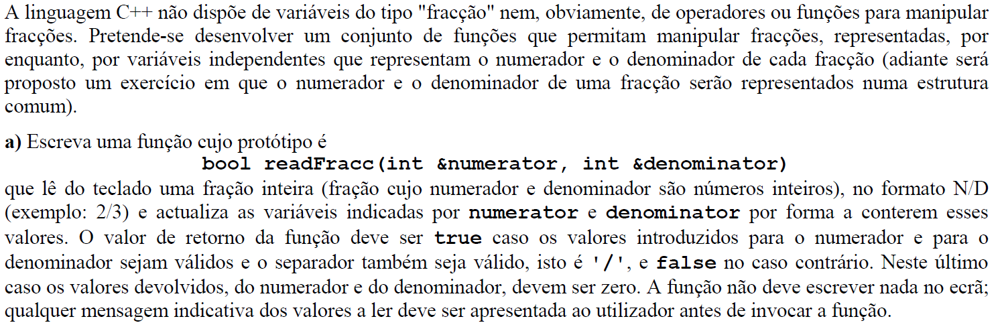 A linguagem C++ não dispõe de variáveis do tipo "fracção" nem, obviamente, de operadores ou funções para manipular
fracções. Pretende-se desenvolver um conjunto de funções que permitam manipular fracções, representadas, por
enquanto, por variáveis independentes que representam o numerador e o denominador de cada fracção (adiante será
proposto um exercício em que o numerador e o denominador de uma fracção serão representados numa estrutura
comum).
a) Escreva uma função cujo protótipo é
bool readFracc(int &numerator, int &denominator)
que lê do teclado uma fração inteira (fração cujo numerador e denominador são números inteiros), no formato N/D
(exemplo: 2/3) e actualiza as variáveis indicadas por numerator e denominator por forma a conterem esses
valores. O valor de retorno da função deve ser true caso os valores introduzidos para o numerador e para o
denominador sejam válidos e o separador também seja válido, isto é '/', e false no caso contrário. Neste último
caso os valores devolvidos, do numerador e do denominador, devem ser zero. A função não deve escrever nada no ecrã;
qualquer mensagem indicativa dos valores a ler deve ser apresentada ao utilizador antes de invocar a função.